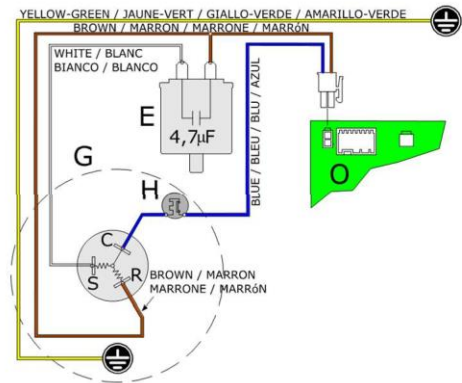 YELLOW-GREEN / JAUNE-VERT / GIALLO-VERDE / AMARILLO-VERDE
BROWN / MARRON / MARRONE / MARRóN
WHITE / BLANC
BIANCO / BLANCO
E
4,7µF
BLUE / BLEU / BLU / AZUL
O
G
H
C
S
R
BROWN / MARRON
MARRONE / MARRóN